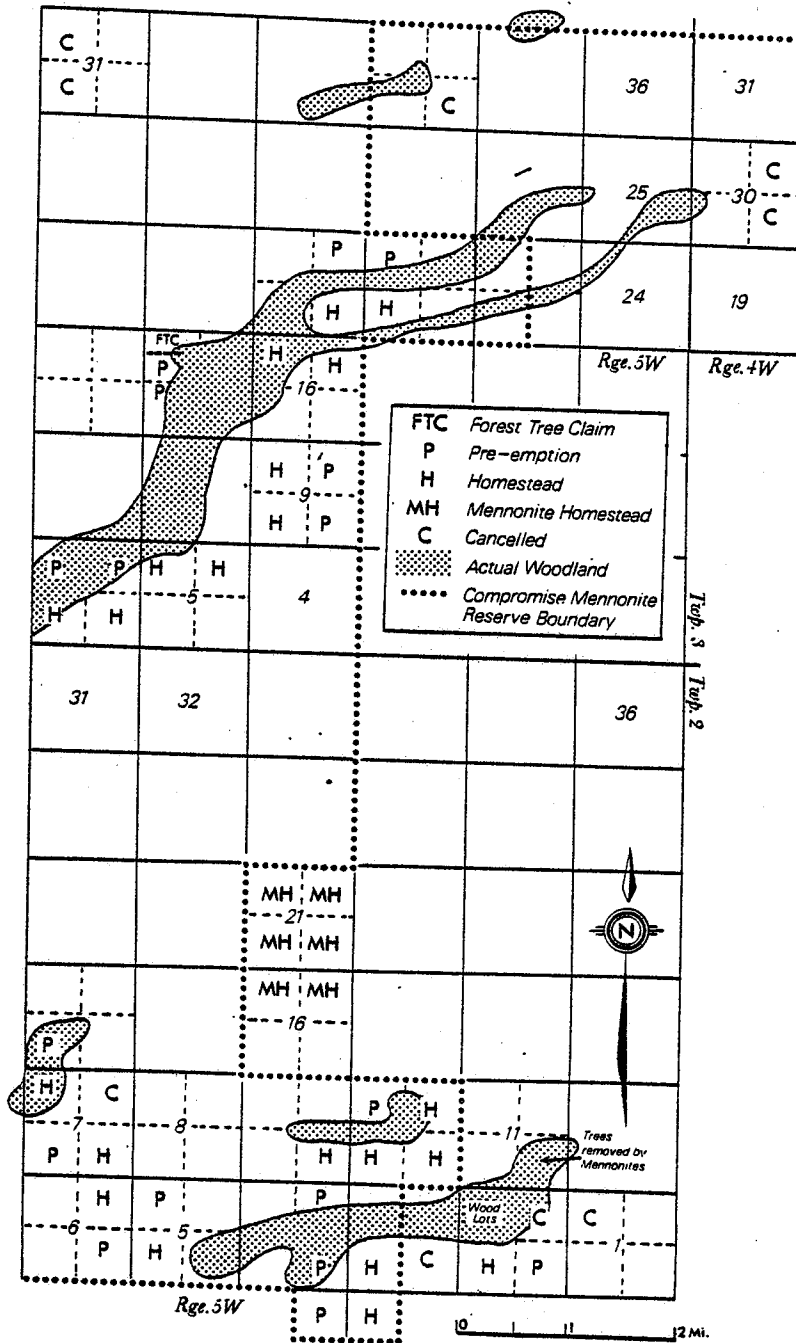 C
31
C
36
31
C
C
25
30
C
P
P
H
H
24
19
FTC
H
H
P
P
16
Rge. 5W
Rge. 4W
FTC Forest Tree Claim
P Pre-emption
H Homestead
MH Mennonite Homestead
C Cancelled
Actual Woodland
Compromise Mennonite
Reserve Boundary
H P
9
H P
P P H H
5
4
H H
Twp. 3
Twp. 2
31
32
36
MH MH
21
MH MH
N
MH MH
16
P
H
C
P
H
7
8
11
Trees
removed by
Mennonites
P H
H H H
H P
P
Wood
Lots
C C
6
5
1
P H
P H C H P
Rge. 5W
P H
0 1 2 Mi.